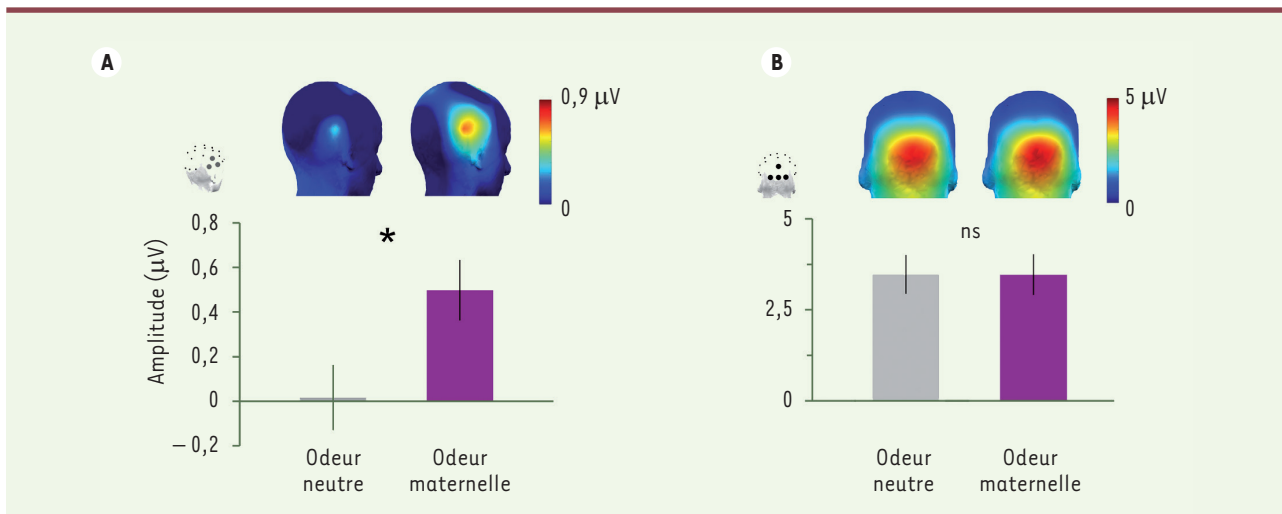 A
0,9 μV
0
Amplitude (μV)
0,8
0,6
0,4
0,2
0
– 0,2
*
Odeur
neutre
Odeur
maternelle
B
5 μV
0
5
2,5
0
ns
Odeur
neutre
Odeur
maternelle